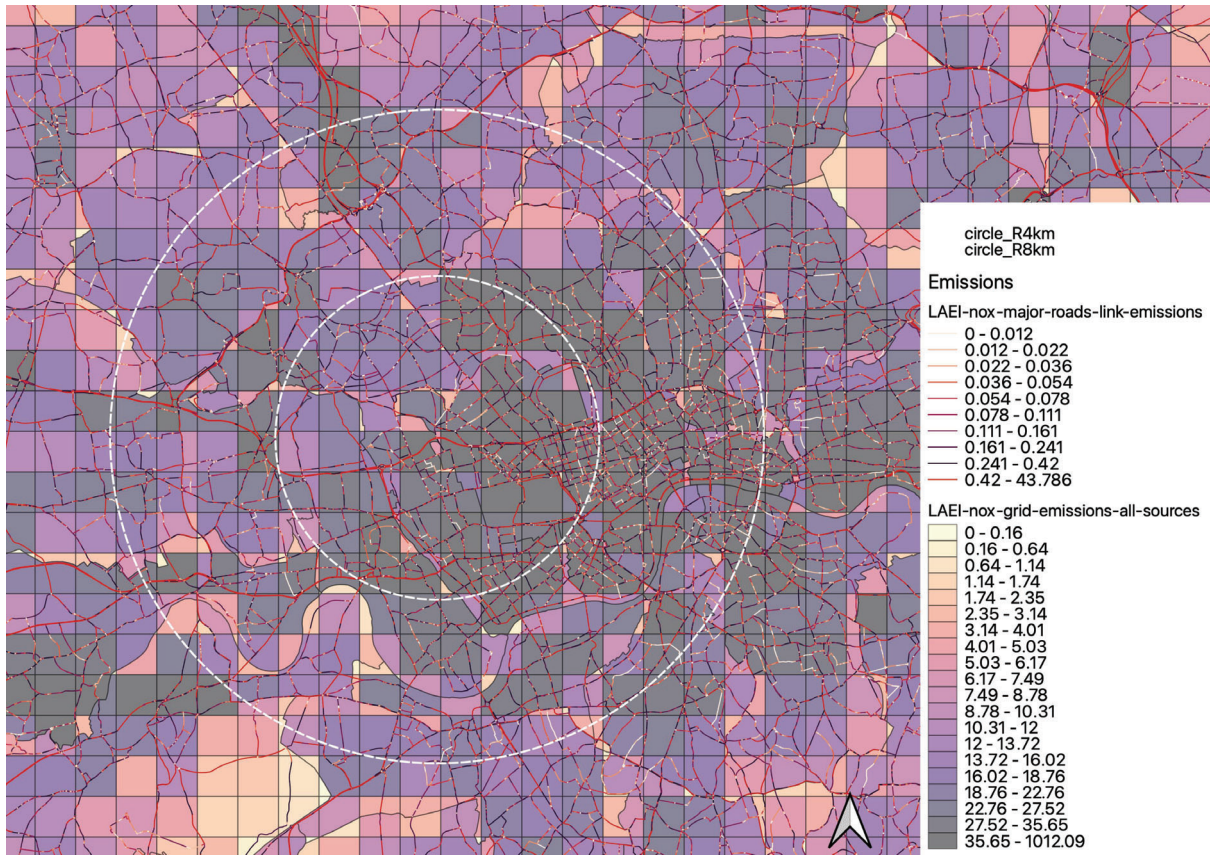 circle_R4km
circle_R8km
Emissions
LAEI-nox-major-roads-link-emissions
0 - 0.012
0.012 - 0.022
0.022 - 0.036
0.036 - 0.054
0.054 - 0.078
0.078 - 0.111
0.111 - 0.161
0.161 - 0.241
0.241 - 0.42
0.42 - 43.786
LAEI-nox-grid-emissions-all-sources
0 - 0.16
0.16 - 0.64
0.64 - 1.14
1.14 - 1.74
1.74 - 2.35
2.35 - 3.14
3.14 - 4.01
4.01 - 5.03
5.03 - 6.17
6.17 - 7.49
7.49 - 8.78
8.78 - 10.31
10.31 - 12
12 - 13.72
13.72 - 16.02
16.02 - 18.76
18.76 - 22.76
22.76 - 27.52
27.52 - 35.65
35.65 - 1012.09